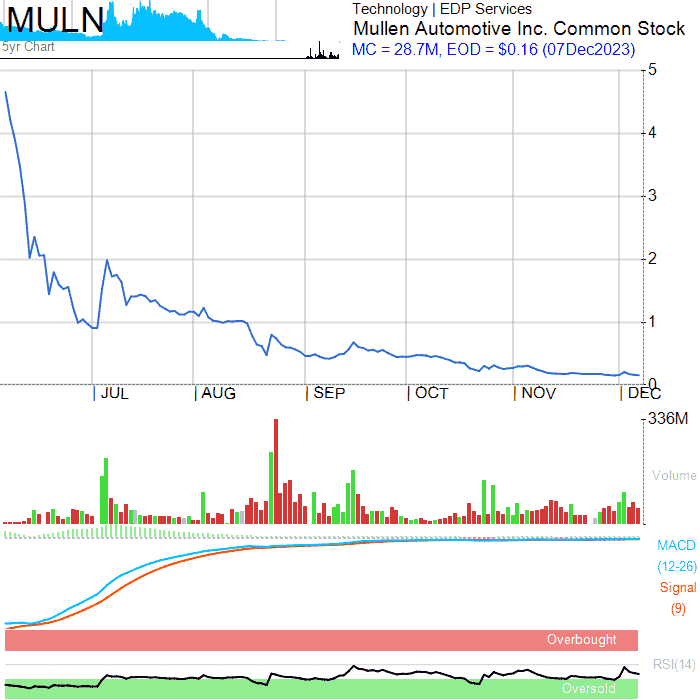 MULN
5yr Chart
Technology | EDP Services
Mullen Automotive Inc. Common Stock
MC = 28.7M, EOD = $0.16 (07Dec2023)
5
4
3
2
1
0
JUL
AUG
SEP
OCT
NOV
DEC
336M
Volume
MACD
(12-26)
Signal
(9)
Overbought
RSI(14)
Oversold